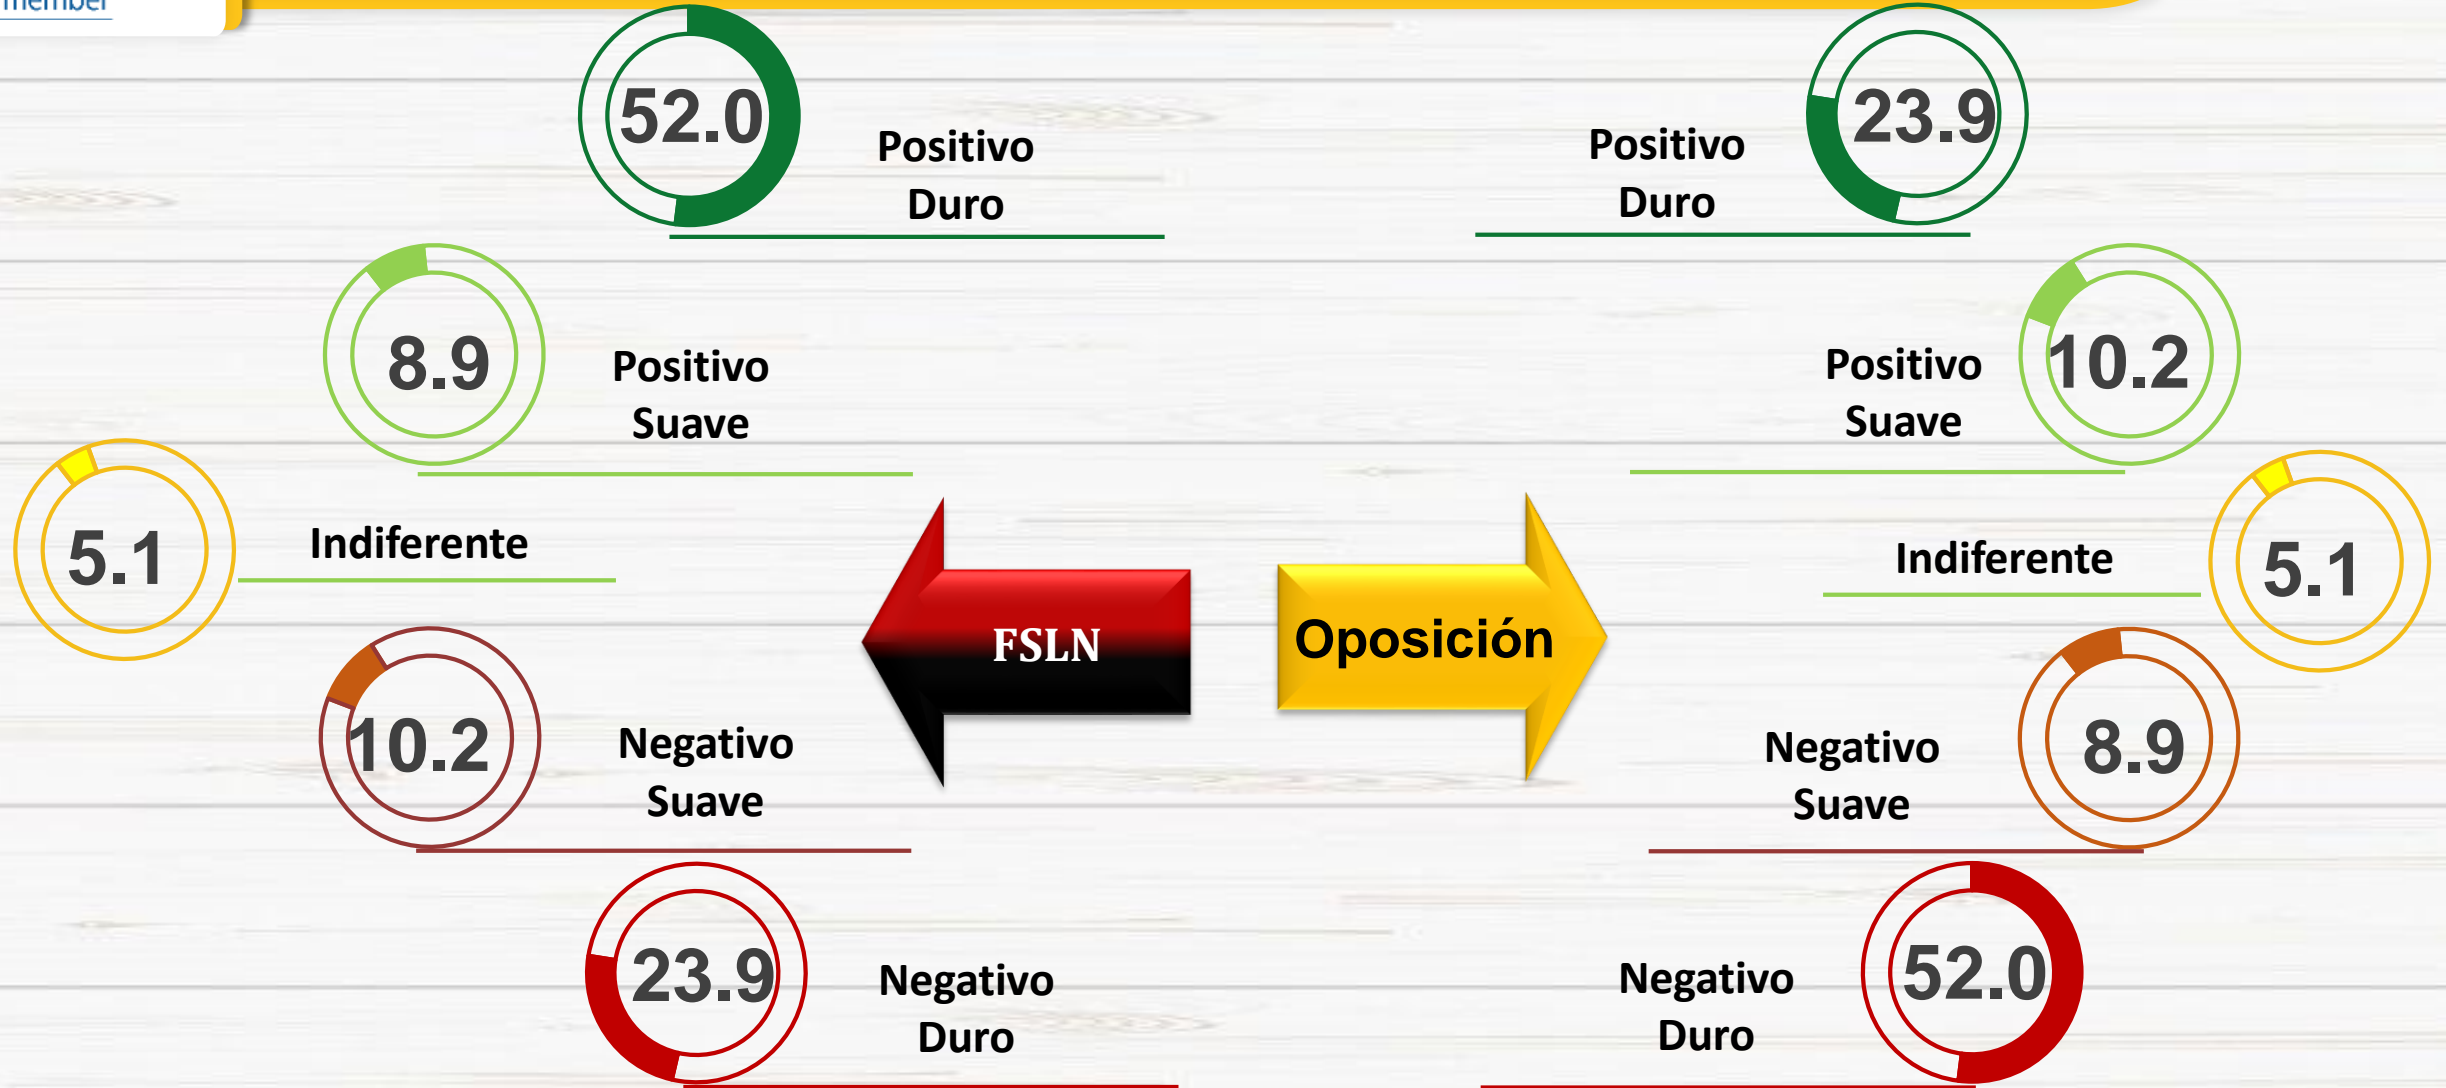 member
52.0
Positivo
Duro
8.9
Positivo
Suave
5.1
Indiferente
10.2
Negativo
Suave
23.9
Negativo
Duro
FSLN
Oposición
Positivo
Duro
23.9
Positivo
Suave
10.2
Indiferente
5.1
Negativo
Suave
8.9
Negativo
Duro
52.0